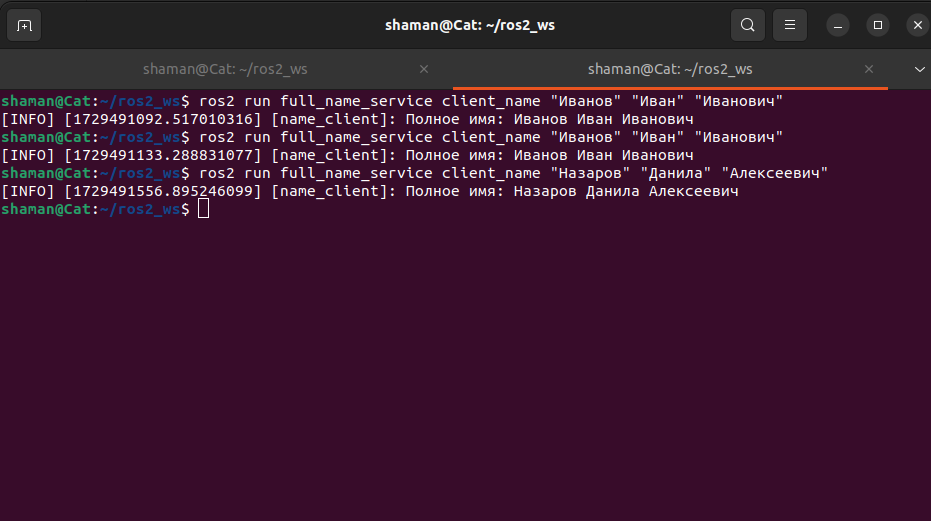 shaman@Cat: ~/ros2_ws
shaman@Cat: ~/ros2_ws
shaman@Cat: ~/ros2_ws
shaman@Cat:~/ros2_ws$ ros2 run full_name_service client_name "Иванов" "Иван" "Иванович"
[INFO] [1729491092.517010316] [name_client]: Полное имя: Иванов Иван Иванович
shaman@Cat:~/ros2_ws$ ros2 run full_name_service client_name "Иванов" "Иван" "Иванович"
[INFO] [1729491133.288831077] [name_client]: Полное имя: Иванов Иван Иванович
shaman@Cat:~/ros2_ws$ ros2 run full_name_service client_name "Назаров" "Данила" "Алексеевич"
[INFO] [1729491556.895246099] [name_client]: Полное имя: Назаров Данила Алексеевич
shaman@Cat:~/ros2_ws$